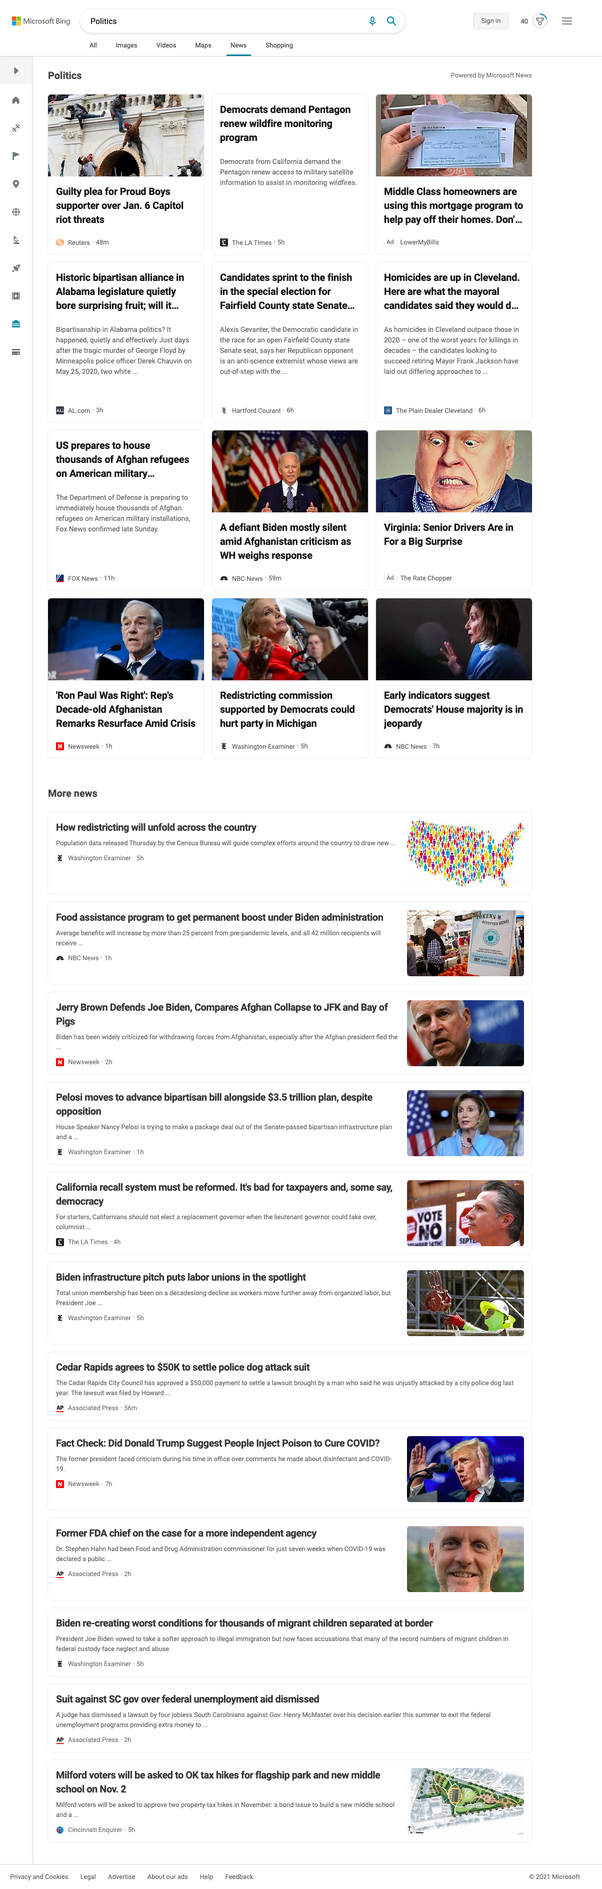 Microsoft Bing
Politics
Sign in
40
All Images Videos Maps News Shopping
Politics
Powered by Microsoft News
Guilty plea for Proud Boys
supporter over Jan. 6 Capitol
riot threats
Reuters · 48m
Democrats demand Pentagon
renew wildfire monitoring
program
Democrats from California demand the
Pentagon renew access to military satellite
information to assist in monitoring wildfires.
The LA Times · 5h
Middle Class homeowners are
using this mortgage program to
help pay off their homes. Don'...
Ad LowerMyBills
Historic bipartisan alliance in
Alabama legislature quietly
bore surprising fruit; will it...
Bipartisanship in Alabama politics? It
happened, quietly and effectively Just days
after the tragic murder of George Floyd by
Minneapolis police officer Derek Chauvin on
May 25, 2020, two white ...
AL.com · 3h
Candidates sprint to the finish
in the special election for
Fairfield County state Senate...
Alexis Gevanter, the Democratic candidate in
the race for an open Fairfield County state
Senate seat, says her Republican opponent
is an anti-science extremist whose views are
out-of-step with the ...
Hartford Courant · 6h
Homicides are up in Cleveland.
Here are what the mayoral
candidates said they would d...
As homicides in Cleveland outpace those in
2020 – one of the worst years for killings in
decades – the candidates looking to
succeed retiring Mayor Frank Jackson have
laid out differing approaches to ...
The Plain Dealer Cleveland · 6h
US prepares to house
thousands of Afghan refugees
on American military...
The Department of Defense is preparing to
immediately house thousands of Afghan
refugees on American military installations,
Fox News confirmed late Sunday.
FOX News · 11h
A defiant Biden mostly silent
amid Afghanistan criticism as
WH weighs response
NBC News · 59m
Virginia: Senior Drivers Are in
For a Big Surprise
Ad The Rate Chopper
'Ron Paul Was Right': Rep's
Decade-old Afghanistan
Remarks Resurface Amid Crisis
Newsweek · 1h
Redistricting commission
supported by Democrats could
hurt party in Michigan
Washington Examiner · 5h
Early indicators suggest
Democrats' House majority is in
jeopardy
NBC News · 7h
More news
How redistricting will unfold across the country
Population data released Thursday by the Census Bureau will guide complex efforts around the country to draw new ...
Washington Examiner · 5h
Food assistance program to get permanent boost under Biden administration
Average benefits will increase by more than 25 percent from pre-pandemic levels, and all 42 million recipients will
receive ...
NBC News · 1h
Jerry Brown Defends Joe Biden, Compares Afghan Collapse to JFK and Bay of
Pigs
Biden has been widely criticized for withdrawing forces from Afghanistan, especially after the Afghan president fled the
...
Newsweek · 2h
Pelosi moves to advance bipartisan bill alongside $3.5 trillion plan, despite
opposition
House Speaker Nancy Pelosi is trying to make a package deal out of the Senate-passed bipartisan infrastructure plan
and a ...
Washington Examiner · 1h
California recall system must be reformed. It's bad for taxpayers and, some say,
democracy
For starters, Californians should not elect a replacement governor when the lieutenant governor could take over,
columnist ...
The LA Times · 4h
VOTE
NO
Biden infrastructure pitch puts labor unions in the spotlight
Total union membership has been on a decadeslong decline as workers move further away from organized labor, but
President Joe ...
Washington Examiner · 5h
Cedar Rapids agrees to $50K to settle police dog attack suit
The Cedar Rapids City Council has approved a $50,000 payment to settle a lawsuit brought by a man who said he was unjustly attacked by a city police dog last
year. The lawsuit was filed by Howard ...
AP Associated Press · 56m
Fact Check: Did Donald Trump Suggest People Inject Poison to Cure COVID?
The former president faced criticism during his time in office over comments he made about disinfectant and COVID-
19.
Newsweek · 7h
Former FDA chief on the case for a more independent agency
Dr. Stephen Hahn had been Food and Drug Administration commissioner for just seven weeks when COVID-19 was
declared a public ...
AP Associated Press · 2h
Biden re-creating worst conditions for thousands of migrant children separated at border
President Joe Biden vowed to take a softer approach to illegal immigration but now faces accusations that many of the record numbers of migrant children in
federal custody face neglect and abuse.
Washington Examiner · 5h
Suit against SC gov over federal unemployment aid dismissed
A judge has dismissed a lawsuit by four jobless South Carolinians against Gov. Henry McMaster over his decision earlier this summer to exit the federal
unemployment programs providing extra money to ...
AP Associated Press · 2h
Milford voters will be asked to OK tax hikes for flagship park and new middle
school on Nov. 2
Milford voters will be asked to approve two property-tax hikes in November: a bond issue to build a new middle school
and a ...
Cincinnati Enquirer · 5h
Privacy and Cookies Legal Advertise About our ads Help Feedback
© 2021 Microsoft